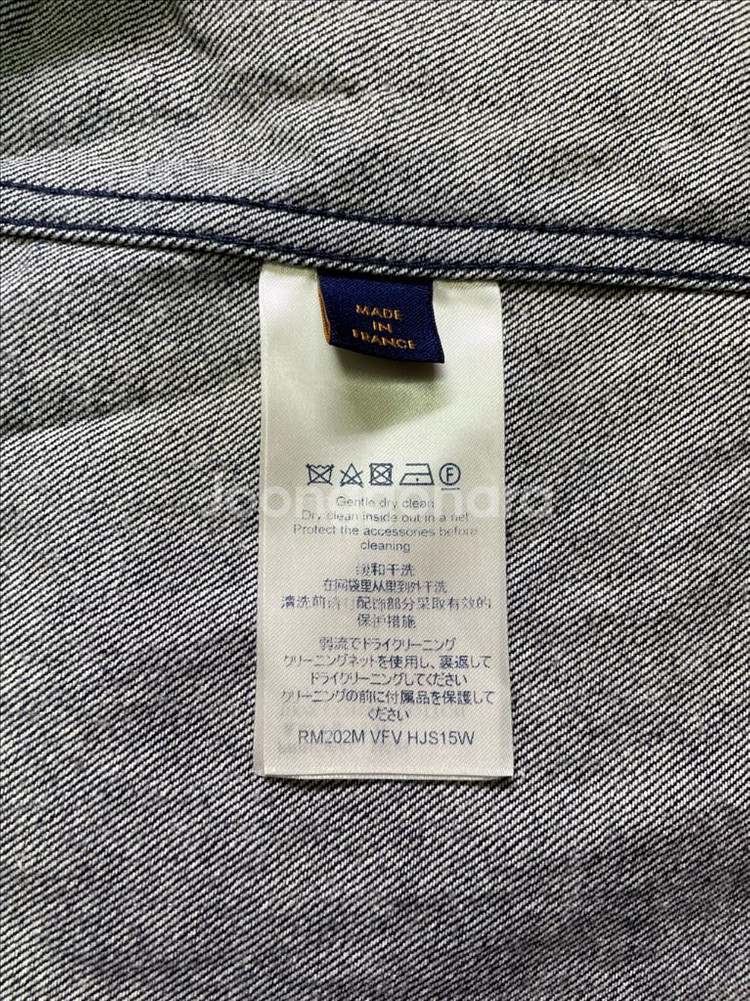 MADE
IN
FRANCE
Gentle dry clean
Dry clean inside out in a net
Protect the accessories before
cleaning
缓和干洗
在网袋里从里到外干洗
清洗前请对配饰部分采取有效的
保护措施
弱流でドライクリーニング
クリーニングネットを使用し、裏返して
ドライクリーニングしてください
クリーニングの前に付属品を保護して
ください
RM202M VFV HJS15W